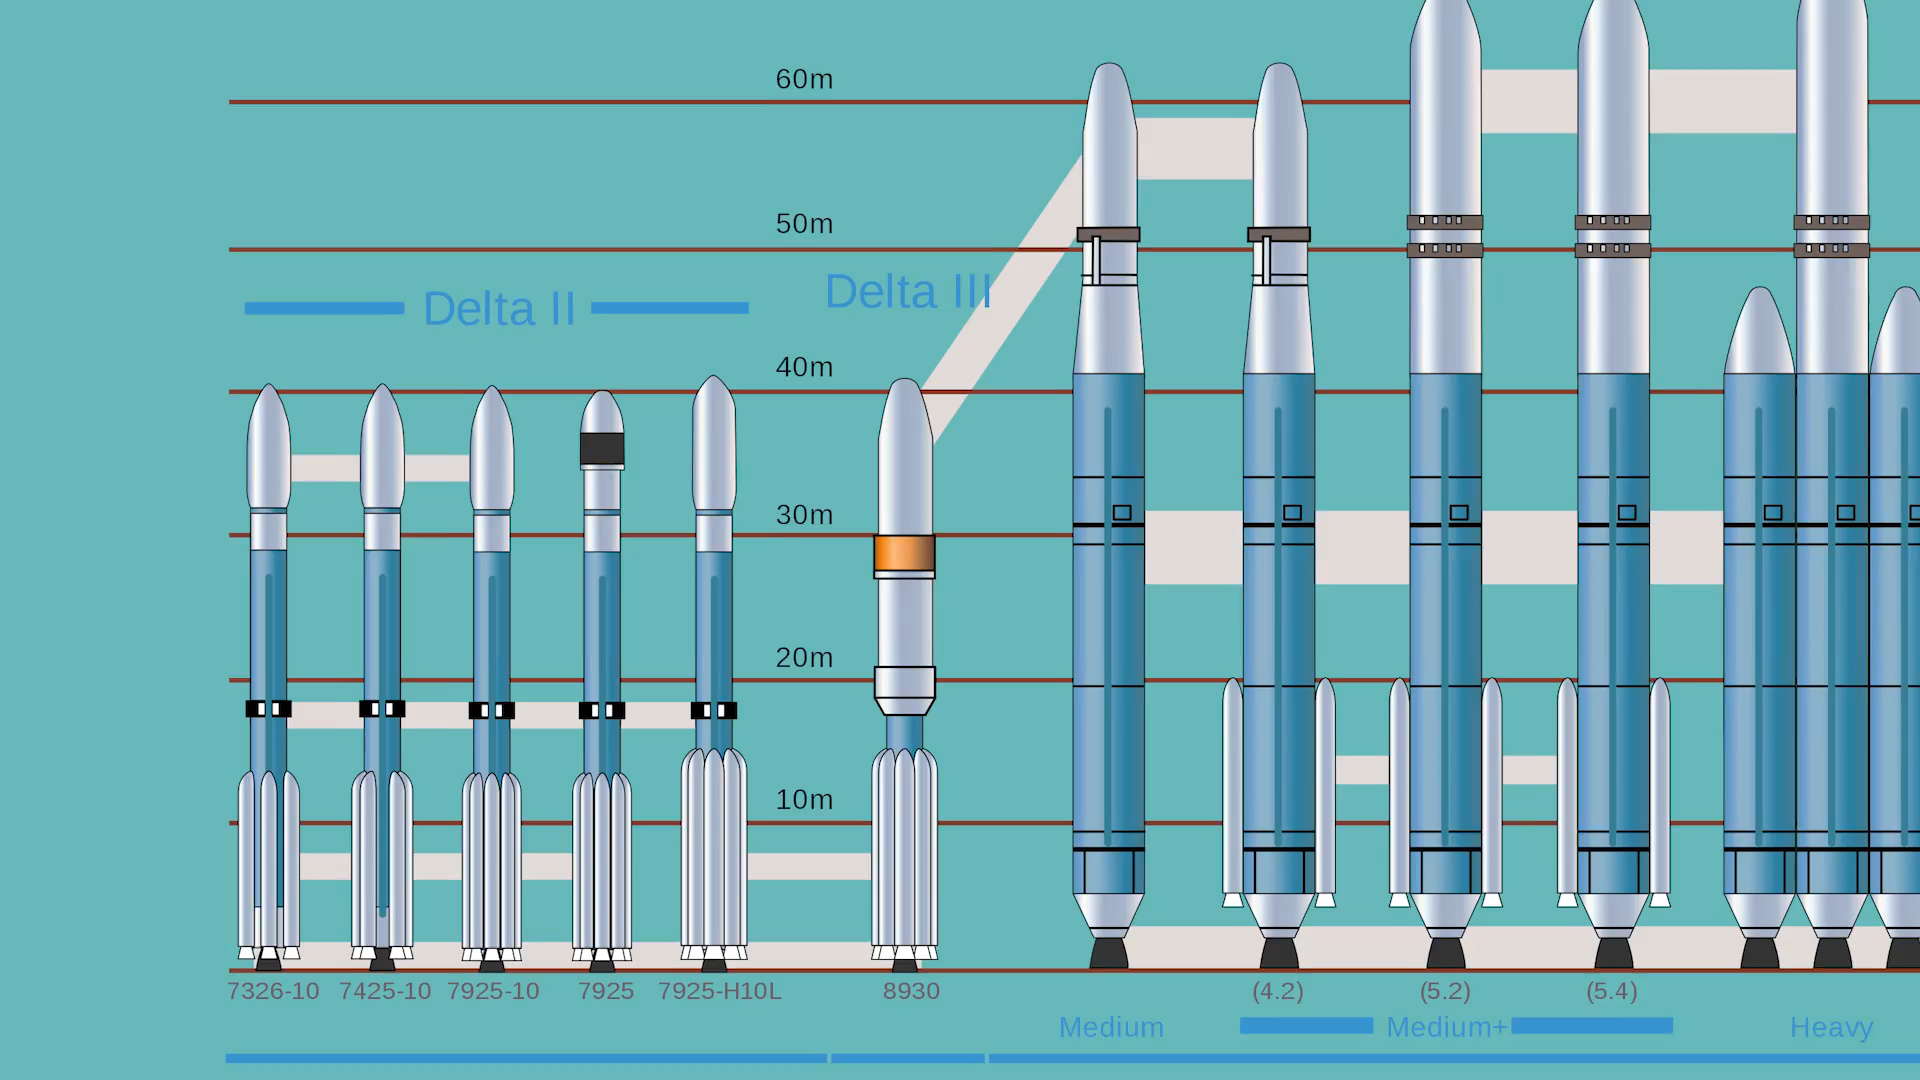 60m
50m
Delta II
Delta III
40m
30m
20m
10m
7326-10 7425-10 7925-10 7925 7925-H10L 8930 (4.2) (5.2) (5.4)
Medium Medium+ Heavy